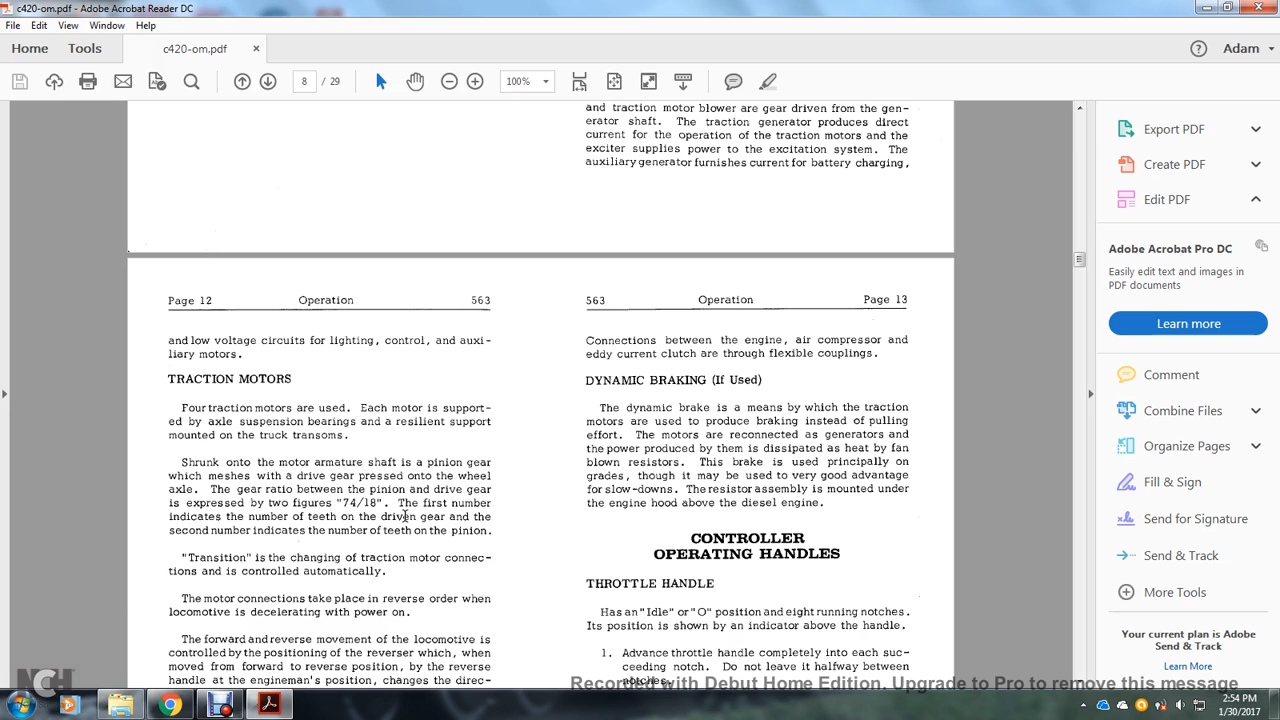 c420-om.pdf - Adobe Acrobat Reader DC
File Edit View Window Help
Home Tools c420-om.pdf × Adam
8 / 29 100%
and traction motor blower are gear driven from the gen-
erator shaft. The traction generator produces direct
current for the operation of the traction motors and the
exciter supplies power to the excitation system. The
auxiliary generator furnishes current for battery charging,
Page 12 Operation 563
and low voltage circuits for lighting, control, and auxi-
liary motors.
TRACTION MOTORS
Four traction motors are used. Each motor is support-
ed by axle suspension bearings and a resilient support
mounted on the truck transoms.
Shrunk onto the motor armature shaft is a pinion gear
which meshes with a drive gear pressed onto the wheel
axle. The gear ratio between the pinion and drive gear
is expressed by two figures "74/18". The first number
indicates the number of teeth on the driven gear and the
second number indicates the number of teeth on the pinion.
"Transition" is the changing of traction motor connec-
tions and is controlled automatically.
The motor connections take place in reverse order when
locomotive is decelerating with power on.
The forward and reverse movement of the locomotive is
controlled by the positioning of the reverser which, when
moved from forward to reverse position, by the reverse
handle at the engineman's position, changes the direc-
563 Operation Page 13
Connections between the engine, air compressor and
eddy current clutch are through flexible couplings.
DYNAMIC BRAKING (If Used)
The dynamic brake is a means by which the traction
motors are used to produce braking instead of pulling
effort. The motors are reconnected as generators and
the power produced by them is dissipated as heat by fan
blown resistors. This brake is used principally on
grades, though it may be used to very good advantage
for slow-downs. The resistor assembly is mounted under
the engine hood above the diesel engine.
CONTROLLER
OPERATING HANDLES
THROTTLE HANDLE
Has an "Idle" or "O" position and eight running notches.
Its position is shown by an indicator above the handle.
1. Advance throttle handle completely into each suc-
ceeding notch. Do not leave it halfway between
notches.
Export PDF
Create PDF
Edit PDF
Adobe Acrobat Pro DC
Easily edit text and images in
PDF documents
Learn more
Comment
Combine Files
Organize Pages
Fill & Sign
Send for Signature
Send & Track
More Tools
Your current plan is Adobe
Send & Track
Learn More
NCH
Recorded with Debut Home Edition. Upgrade to Pro to remove this message
2:54 PM
1/30/2017